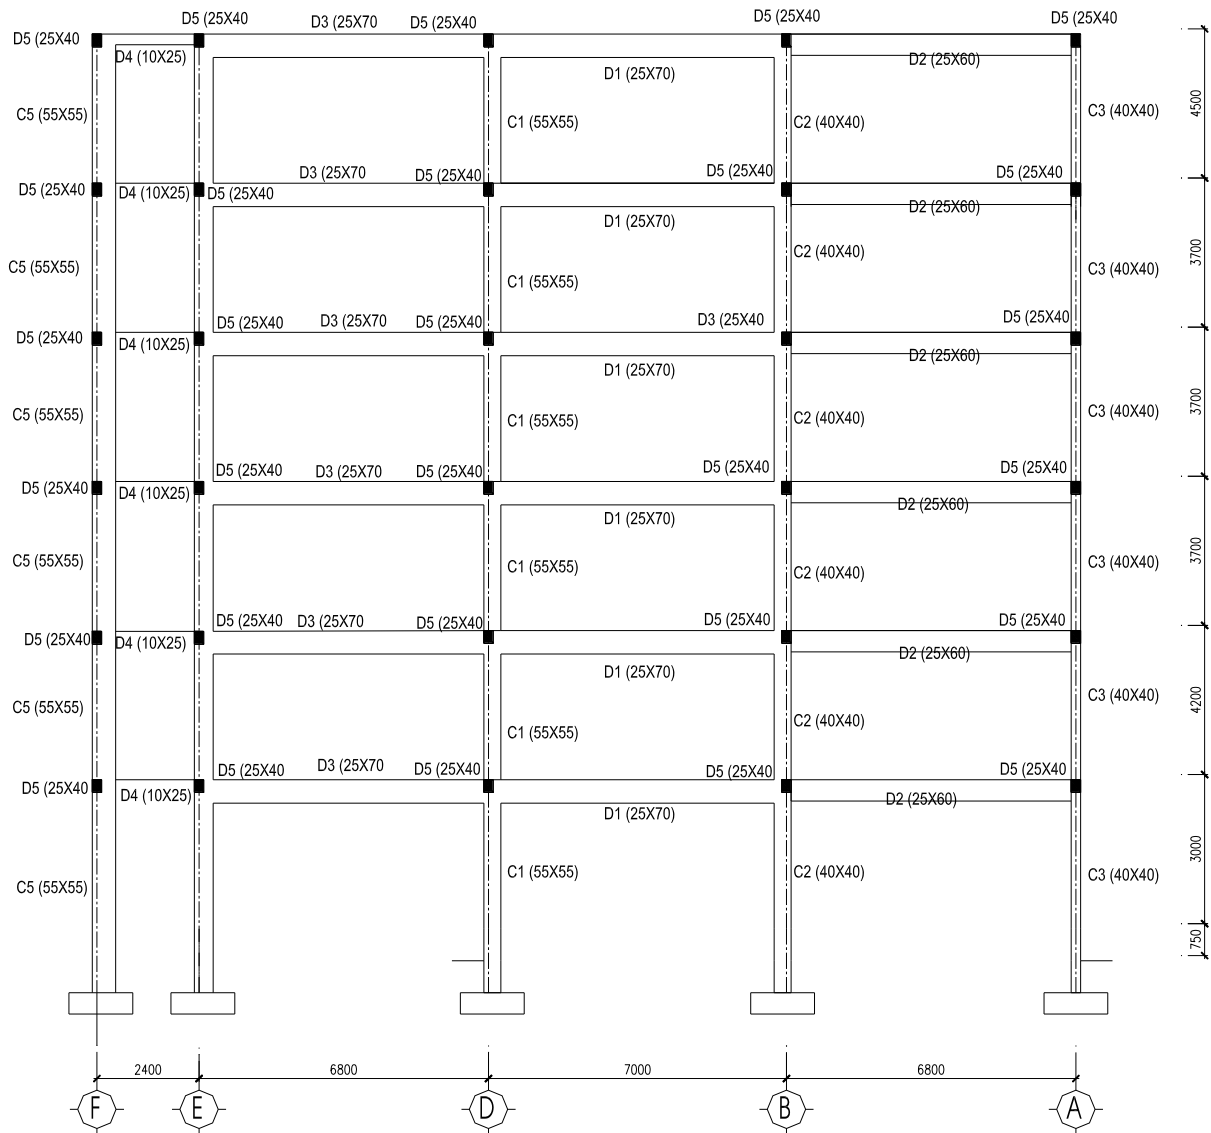 D5 (25X40
D3 (25X70
D5 (25X40
D5 (25X40
D5 (25X40
D5 (25X40
D4 (10X25)
D2 (25X60)
D1 (25X70)
C5 (55X55)
C1 (55X55)
C2 (40X40)
C3 (40X40)
4500
D3 (25X70
D5 (25X40
D5 (25X40
D5 (25X40
D5 (25X40
D4 (10X25)
D5 (25X40
D2 (25X60)
D1 (25X70)
C5 (55X55)
C1 (55X55)
C2 (40X40)
C3 (40X40)
3700
D5 (25X40
D3 (25X70
D5 (25X40
D3 (25X40
D5 (25X40
D5 (25X40
D4 (10X25)
D2 (25X60)
D1 (25X70)
C5 (55X55)
C1 (55X55)
C2 (40X40)
C3 (40X40)
3700
D5 (25X40
D3 (25X70
D5 (25X40
D5 (25X40
D5 (25X40
D5 (25X40
D4 (10X25)
D2 (25X60)
D1 (25X70)
C5 (55X55)
C1 (55X55)
C2 (40X40)
C3 (40X40)
3700
D5 (25X40
D3 (25X70
D5 (25X40
D5 (25X40
D5 (25X40
D5 (25X40
D4 (10X25)
D2 (25X60)
D1 (25X70)
C5 (55X55)
C1 (55X55)
C2 (40X40)
C3 (40X40)
4200
D5 (25X40
D3 (25X70
D5 (25X40
D5 (25X40
D5 (25X40
D5 (25X40
D4 (10X25)
D2 (25X60)
D1 (25X70)
C5 (55X55)
C1 (55X55)
C2 (40X40)
C3 (40X40)
3000
750
2400
6800
7000
6800
F
E
D
B
A